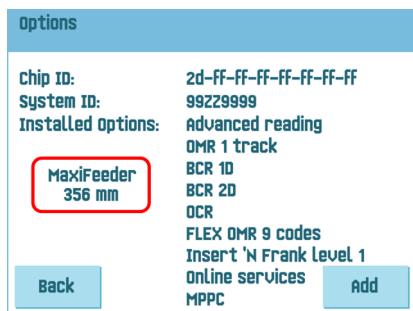 Options
Chip ID: 2d-ff-ff-ff-ff-ff-ff-ff
System ID: 99ZZ9999
Installed Options: Advanced reading
OMR 1 track
BCR 1D
BCR 2D
OCR
FLEX OMR 9 codes
Insert 'N Frank level 1
Online services
MPPC
MaxiFeeder
356 mm
Back
Add